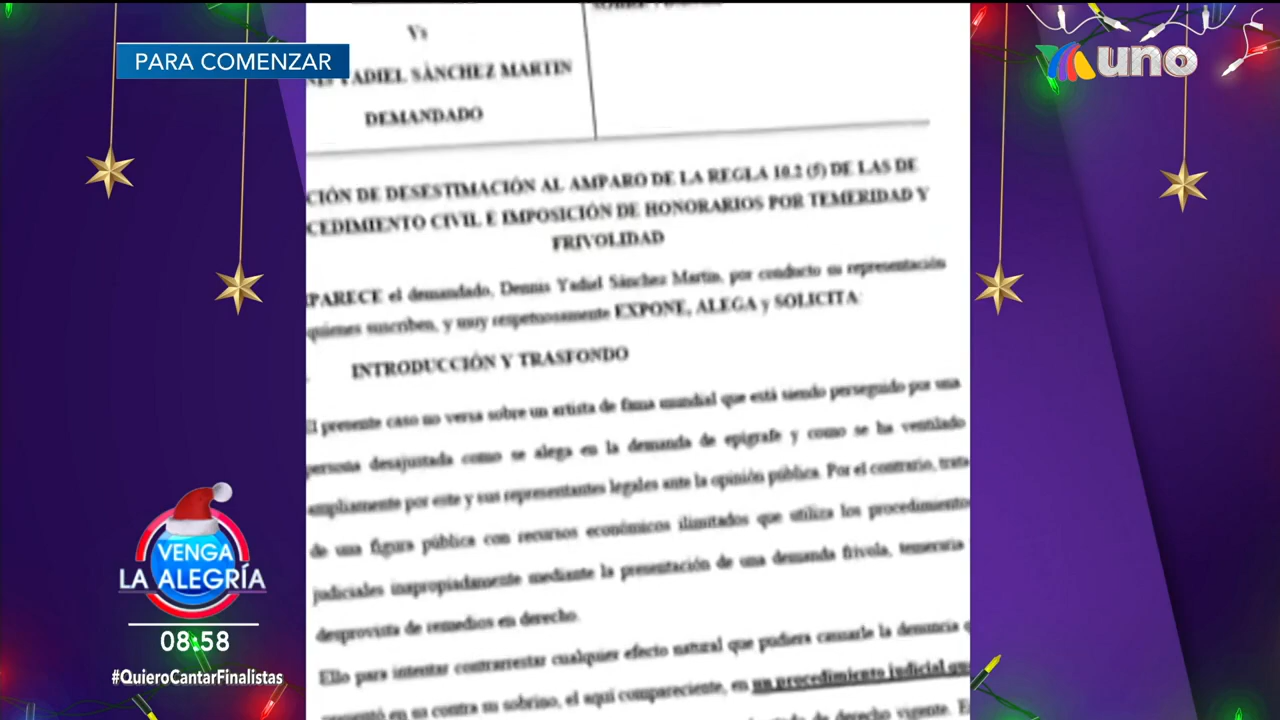 PARA COMENZAR
uno
Vs
YADIEL SÁNCHEZ MARTIN
DEMANDADO
CIÓN DE DESESTIMACIÓN AL AMPARO DE LA REGLA 10.2 (5) DE LAS DE
CEDIMIENTO CIVIL E IMPOSICIÓN DE HONORARIOS POR TEMERIDAD Y
FRIVOLIDAD
PARECE el demandado, Dennis Yadiel Sánchez Martin, por conducto su representación
quienes suscriben, y muy respetuosamente EXPONE, ALEGA y SOLICITA:
INTRODUCCIÓN Y TRASFONDO
El presente caso no versa sobre un artista de fama mundial que está siendo perseguido por una
persona desajustada como se alega en la demanda de epígrafe y como se ha ventilado
ampliamente por este y sus representantes legales ante la opinión pública. Por el contrario, trata
de una figura pública con recursos económicos ilimitados que utiliza los procedimientos
judiciales inapropiadamente mediante la presentación de una demanda frívola, temeraria
desprovista de remedios en derecho.
Ello para intentar contrarrestar cualquier efecto natural que pudiera causarle la denuncia q
presentó en su contra su sobrino, el aquí compareciente, en un procedimiento judicial que
de derecho vigente. E
VENGA
LA ALEGRÍA
08:58
#QuieroCantarFinalistas